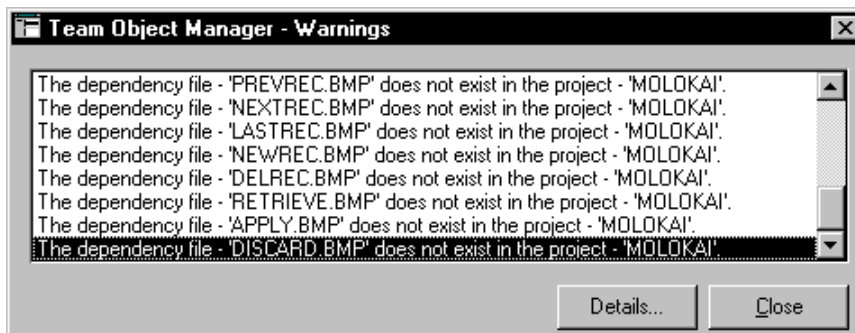 Team Object Manager - Warnings
The dependency file - 'PREVREC.BMP' does not exist in the project - 'MOLOKAI'.
The dependency file - 'NEXTREC.BMP' does not exist in the project - 'MOLOKAI'.
The dependency file - 'LASTREC.BMP' does not exist in the project - 'MOLOKAI'.
The dependency file - 'NEWREC.BMP' does not exist in the project - 'MOLOKAI'.
The dependency file - 'DELREC.BMP' does not exist in the project - 'MOLOKAI'.
The dependency file - 'RETRIEVE.BMP' does not exist in the project - 'MOLOKAI'.
The dependency file - 'APPLY.BMP' does not exist in the project - 'MOLOKAI'.
The dependency file - 'DISCARD.BMP' does not exist in the project - 'MOLOKAI'.
Details... Close